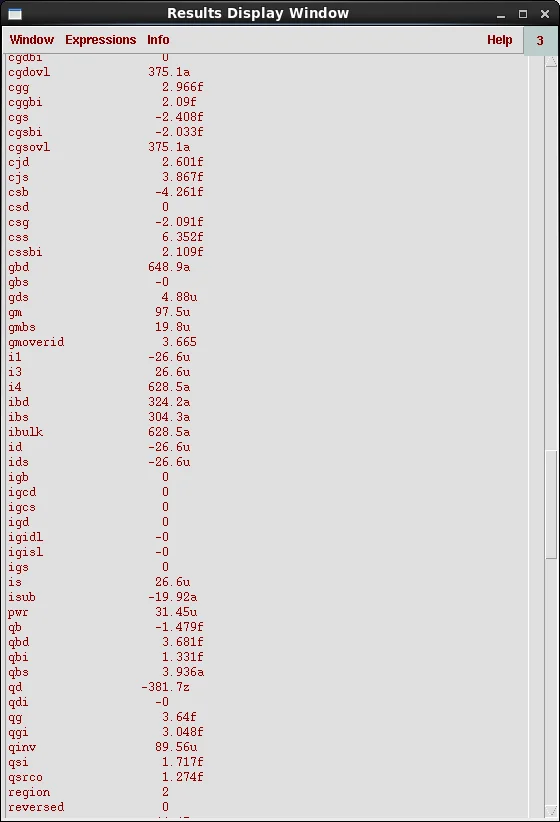 Results Display Window
Window Expressions Info Help 3
cgdbi 0
cgdovl 375.1a
cgg 2.966f
cggbi 2.09f
cgs -2.408f
cgsbi -2.033f
cgsovl 375.1a
cjd 2.601f
cjs 3.867f
csb -4.261f
csd 0
csg -2.091f
css 6.352f
cssbi 2.109f
gbd 648.9a
gbs -0
gds 4.88u
gm 97.5u
gmbs 19.8u
gmoverid 3.665
i1 -26.6u
i3 26.6u
i4 628.5a
ibd 324.2a
ibs 304.3a
ibulk 628.5a
id -26.6u
ids -26.6u
igb 0
igcd 0
igcs 0
igd 0
igidl -0
igisl -0
igs 0
is 26.6u
isub -19.92a
pwr 31.45u
qb -1.479f
qbd 3.681f
qbi 1.331f
qbs 3.936a
qd -381.7z
qdi -0
qg 3.64f
qgi 3.048f
qinv 89.56u
qsi 1.717f
qsrco 1.274f
region 2
reversed 0